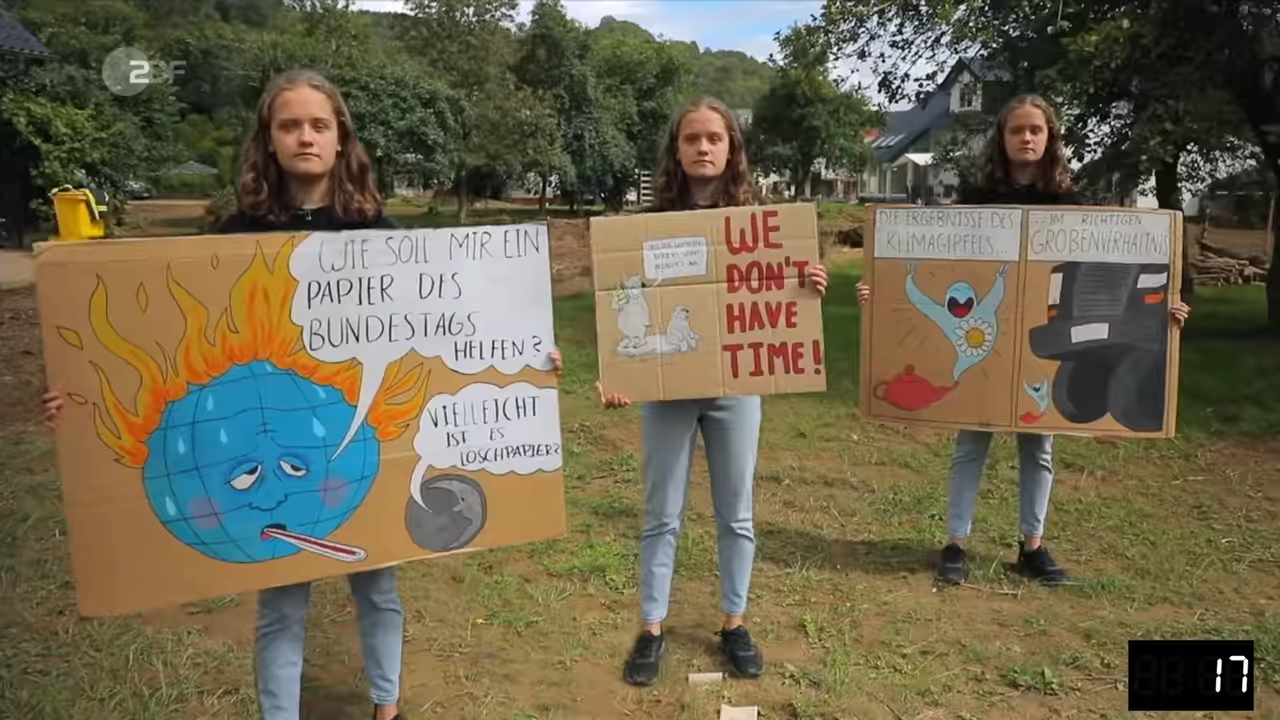 2DF
WIE SOLL MIR EIN
PAPIER DES
BUNDESTAGS
HELFEN?
VIELLEICHT
IST ES
LÖSCHPAPIER?
WE
DON'T
HAVE
TIME!
DIE ERGEBNISSE DES
KLIMAGIPFELS...
...IM RICHTIGEN
GRÖßENVERHÄLTNIS
17